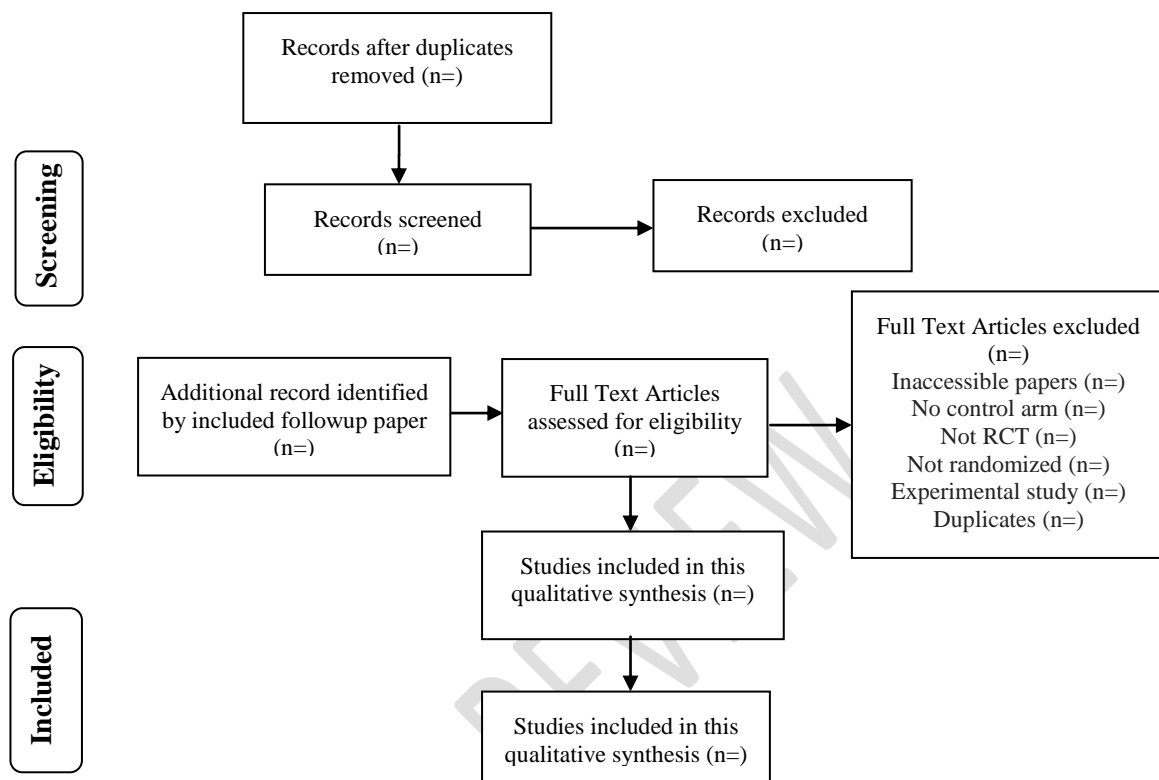 Records after duplicates
removed (n=)
Screening
Records screened
(n=)
Records excluded
(n=)
Eligibility
Additional record identified
by included followup paper
(n=)
Full Text Articles
assessed for eligibility
(n=)
Full Text Articles excluded
(n=)
Inaccessible papers (n=)
No control arm (n=)
Not RCT (n=)
Not randomized (n=)
Experimental study (n=)
Duplicates (n=)
Studies included in this
qualitative synthesis (n=)
Included
Studies included in this
qualitative synthesis (n=)